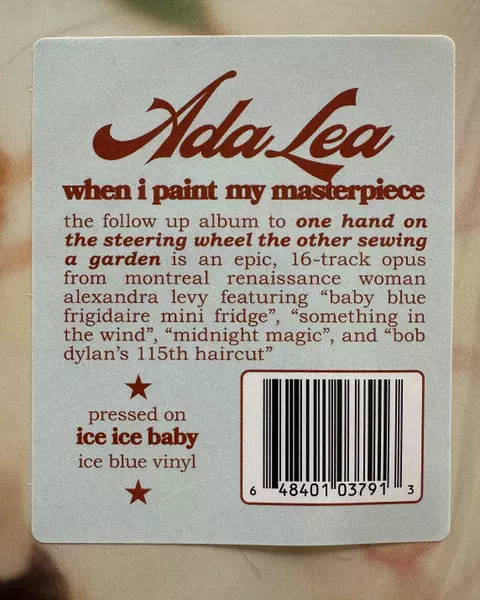 Ada Lea
when i paint my masterpiece
the follow up album to one hand on
the steering wheel the other sewing
a garden is an epic, 16-track opus
from montreal renaissance woman
alexandra levy featuring “baby blue
frigidaire mini fridge”, “something in
the wind”, “midnight magic”, and “bob
dylan’s 115th haircut”
pressed on
ice ice baby
ice blue vinyl
6 48401 03791 3